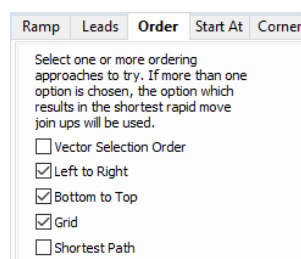 Ramp Leads Order Start At Corner
Select one or more ordering
approaches to try. If more than one
option is chosen, the option which
results in the shortest rapid move
join ups will be used.
Vector Selection Order
Left to Right
Bottom to Top
Grid
Shortest Path